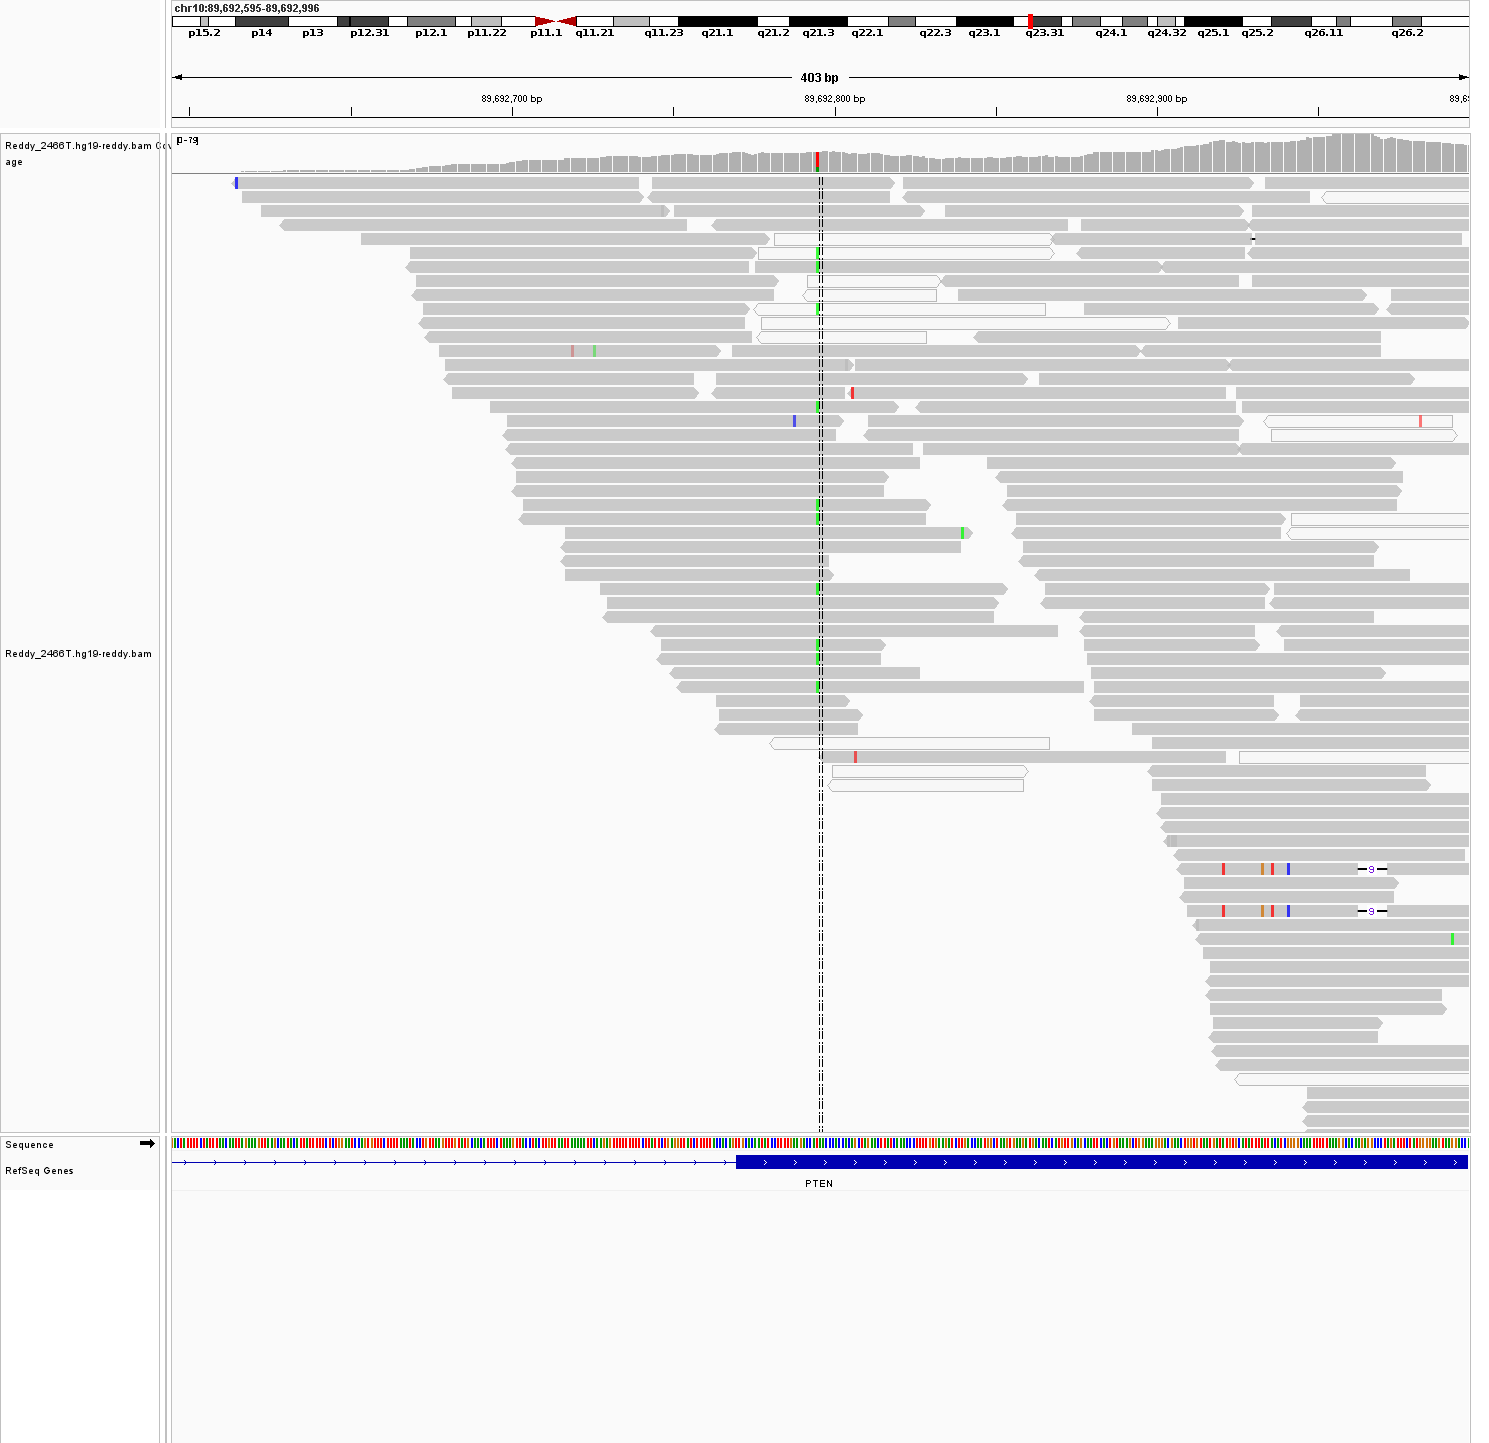 chr10:89,692,595-89,692,996
p15.2 p14 p13 p12.31 p12.1 p11.22 p11.1 q11.21 q11.23 q21.1 q21.2 q21.3 q22.1 q22.3 q23.1 q23.31 q24.1 q24.32 q25.1 q25.2 q26.11 q26.2
403 bp
89,692,700 bp 89,692,800 bp 89,692,900 bp 89,6
Reddy_2466T.hg19-reddy.bam Cov
age
[0-79]
Reddy_2466T.hg19-reddy.bam
9
9
Sequence
RefSeq Genes
PTEN